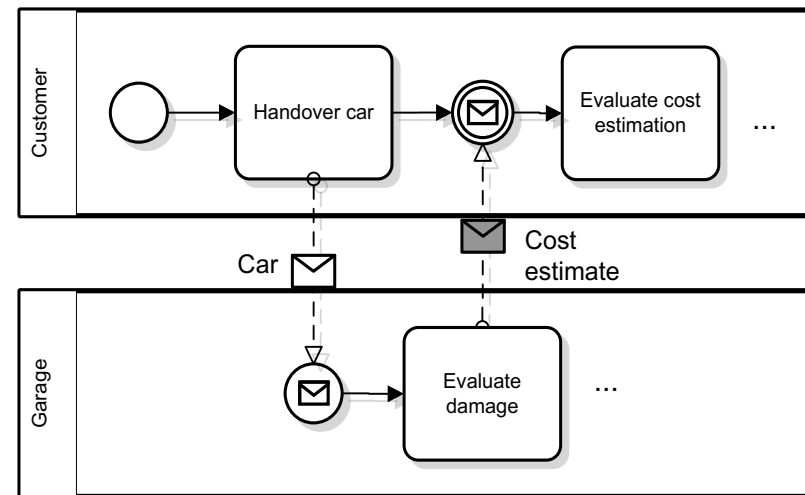 Customer
Handover car
Evaluate cost
estimation
...
Car
Cost
estimate
Garage
Evaluate
damage
...